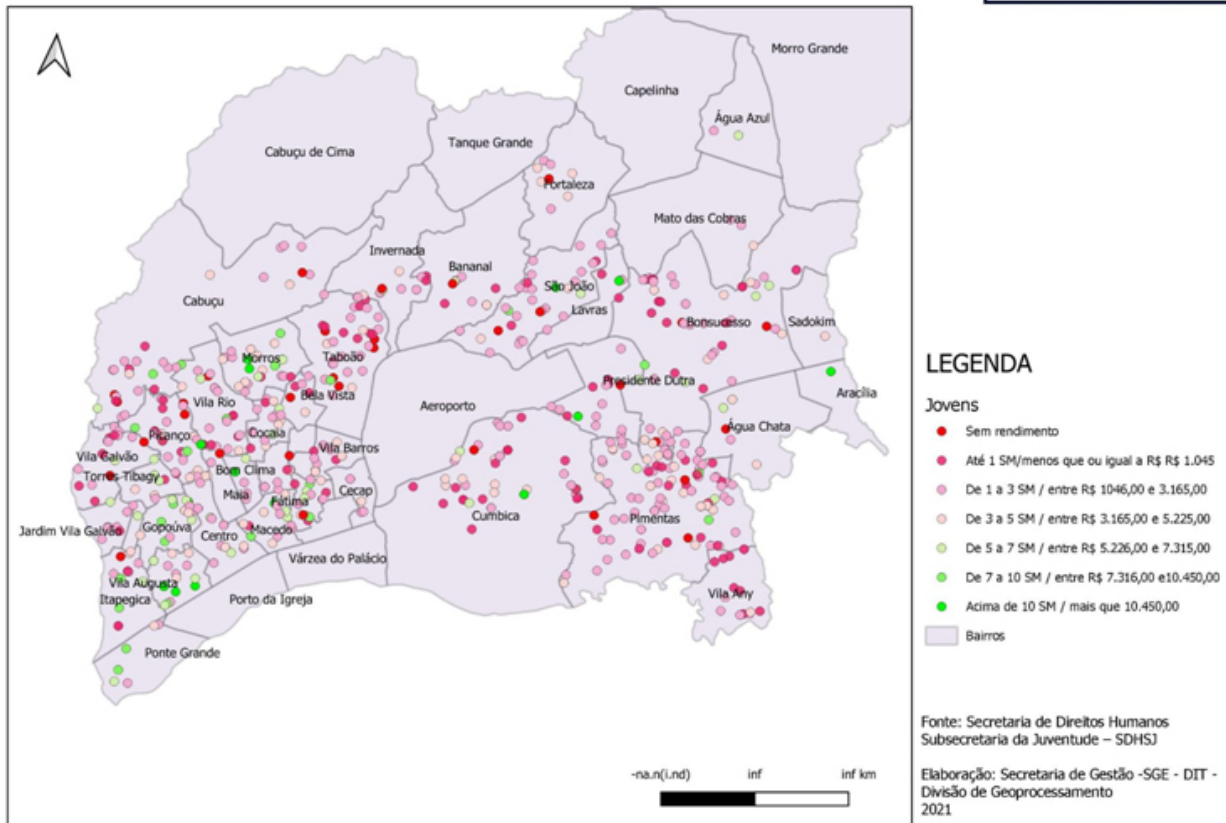 Morro Grande
Capelinha
Água Azul
Tanque Grande
Cabuçu de Cima
Fortaleza
Mato das Cobras
Invernada
Bananal
São João
Cabuçu
Lavras
Bonsucesso
Sadokim
Morros
Taboão
Presidente Dutra
Aracília
Bela Vista
Vila Rio
Aeroporto
Água Chata
Cocaia
Picanço
Vila Barros
Vila Galvão
Bom Clima
Torres Tibagy
Cecap
Maia
Fátima
Cumbica
Pimentas
Jardim Vila Galvão
Gopoúva
Centro
Macedo
Várzea do Palácio
Vila Augusta
Vila Any
Itapegica
Porto da Igreja
Ponte Grande
-na.n(i.nd) inf inf km
LEGENDA
Jovens
Sem rendimento
Até 1 SM/menos que ou igual a R$ R$ 1.045
De 1 a 3 SM / entre R$ 1046,00 e 3.165,00
De 3 a 5 SM / entre R$ 3.165,00 e 5.225,00
De 5 a 7 SM / entre R$ 5.226,00 e 7.315,00
De 7 a 10 SM / entre R$ 7.316,00 e10.450,00
Acima de 10 SM / mais que 10.450,00
Bairros
Fonte: Secretaria de Direitos Humanos
Subsecretaria da Juventude – SDHSJ
Elaboração: Secretaria de Gestão -SGE - DIT -
Divisão de Geoprocessamento
2021